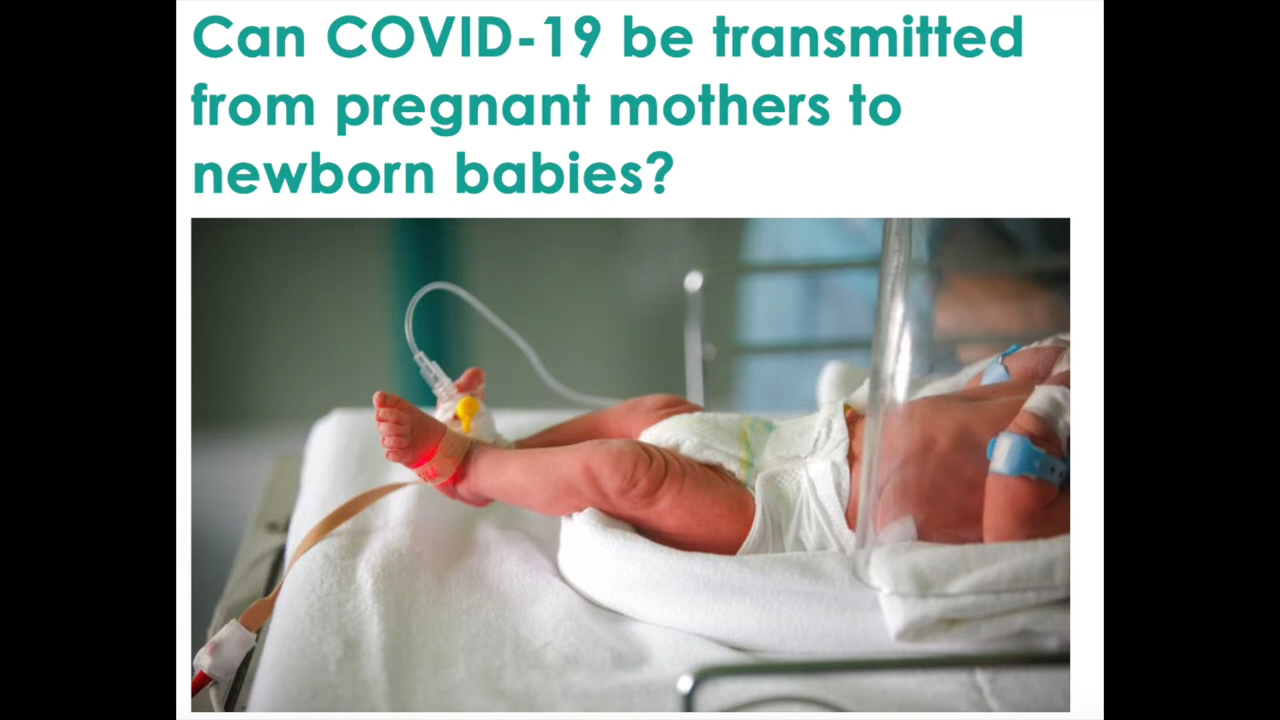 Can COVID-19 be transmitted
from pregnant mothers to
newborn babies?